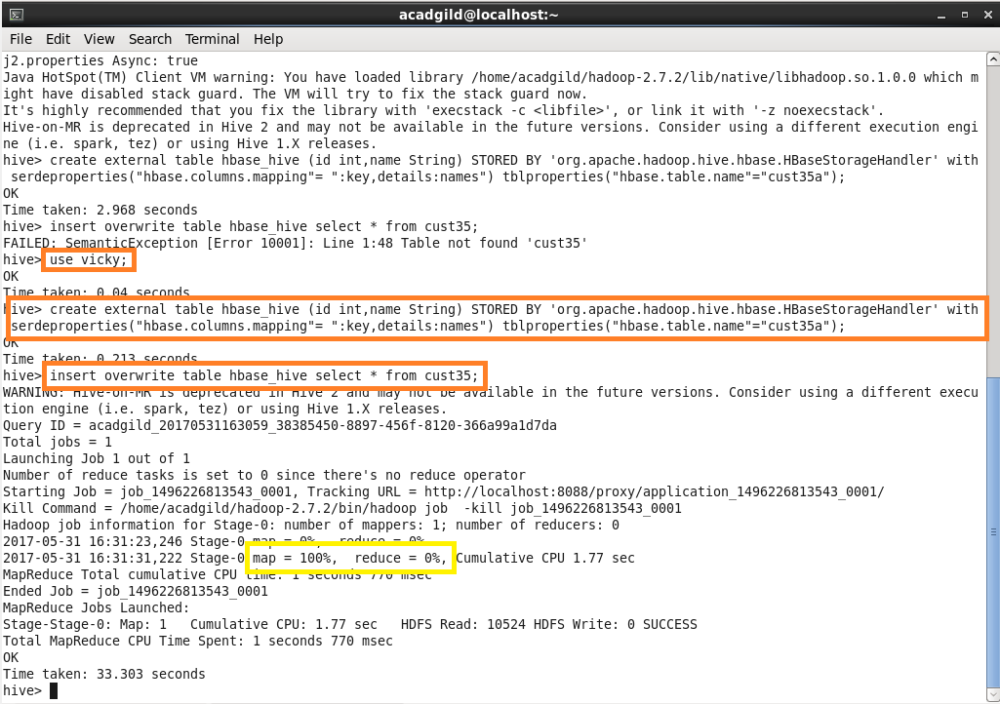 acadgild@localhost:~
File Edit View Search Terminal Help
j2.properties Async: true
Java HotSpot(TM) Client VM warning: You have loaded library /home/acadgild/hadoop-2.7.2/lib/native/libhadoop.so.1.0.0 which m
ight have disabled stack guard. The VM will try to fix the stack guard now.
It's highly recommended that you fix the library with 'execstack -c <libfile>', or link it with '-z noexecstack'.
Hive-on-MR is deprecated in Hive 2 and may not be available in the future versions. Consider using a different execution engi
ne (i.e. spark, tez) or using Hive 1.X releases.
hive> create external table hbase_hive (id int,name String) STORED BY 'org.apache.hadoop.hive.hbase.HBaseStorageHandler' with
 serdeproperties("hbase.columns.mapping"= ":key,details:names") tblproperties("hbase.table.name"="cust35a");
OK
Time taken: 2.968 seconds
hive> insert overwrite table hbase_hive select * from cust35;
FAILED: SemanticException [Error 10001]: Line 1:48 Table not found 'cust35'
hive> use vicky;
OK
Time taken: 0.04 seconds
hive> create external table hbase_hive (id int,name String) STORED BY 'org.apache.hadoop.hive.hbase.HBaseStorageHandler' with
 serdeproperties("hbase.columns.mapping"= ":key,details:names") tblproperties("hbase.table.name"="cust35a");
OK
Time taken: 0.213 seconds
hive> insert overwrite table hbase_hive select * from cust35;
WARNING: Hive-on-MR is deprecated in Hive 2 and may not be available in the future versions. Consider using a different execu
tion engine (i.e. spark, tez) or using Hive 1.X releases.
Query ID = acadgild_20170531163059_38385450-8897-456f-8120-366a99a1d7da
Total jobs = 1
Launching Job 1 out of 1
Number of reduce tasks is set to 0 since there's no reduce operator
Starting Job = job_1496226813543_0001, Tracking URL = http://localhost:8088/proxy/application_1496226813543_0001/
Kill Command = /home/acadgild/hadoop-2.7.2/bin/hadoop job  -kill job_1496226813543_0001
Hadoop job information for Stage-0: number of mappers: 1; number of reducers: 0
2017-05-31 16:31:23,246 Stage-0 map = 0%,  reduce = 0%
2017-05-31 16:31:31,222 Stage-0 map = 100%,  reduce = 0%, Cumulative CPU 1.77 sec
MapReduce Total cumulative CPU time: 1 seconds 770 msec
Ended Job = job_1496226813543_0001
MapReduce Jobs Launched:
Stage-Stage-0: Map: 1   Cumulative CPU: 1.77 sec   HDFS Read: 10524 HDFS Write: 0 SUCCESS
Total MapReduce CPU Time Spent: 1 seconds 770 msec
OK
Time taken: 33.303 seconds
hive>